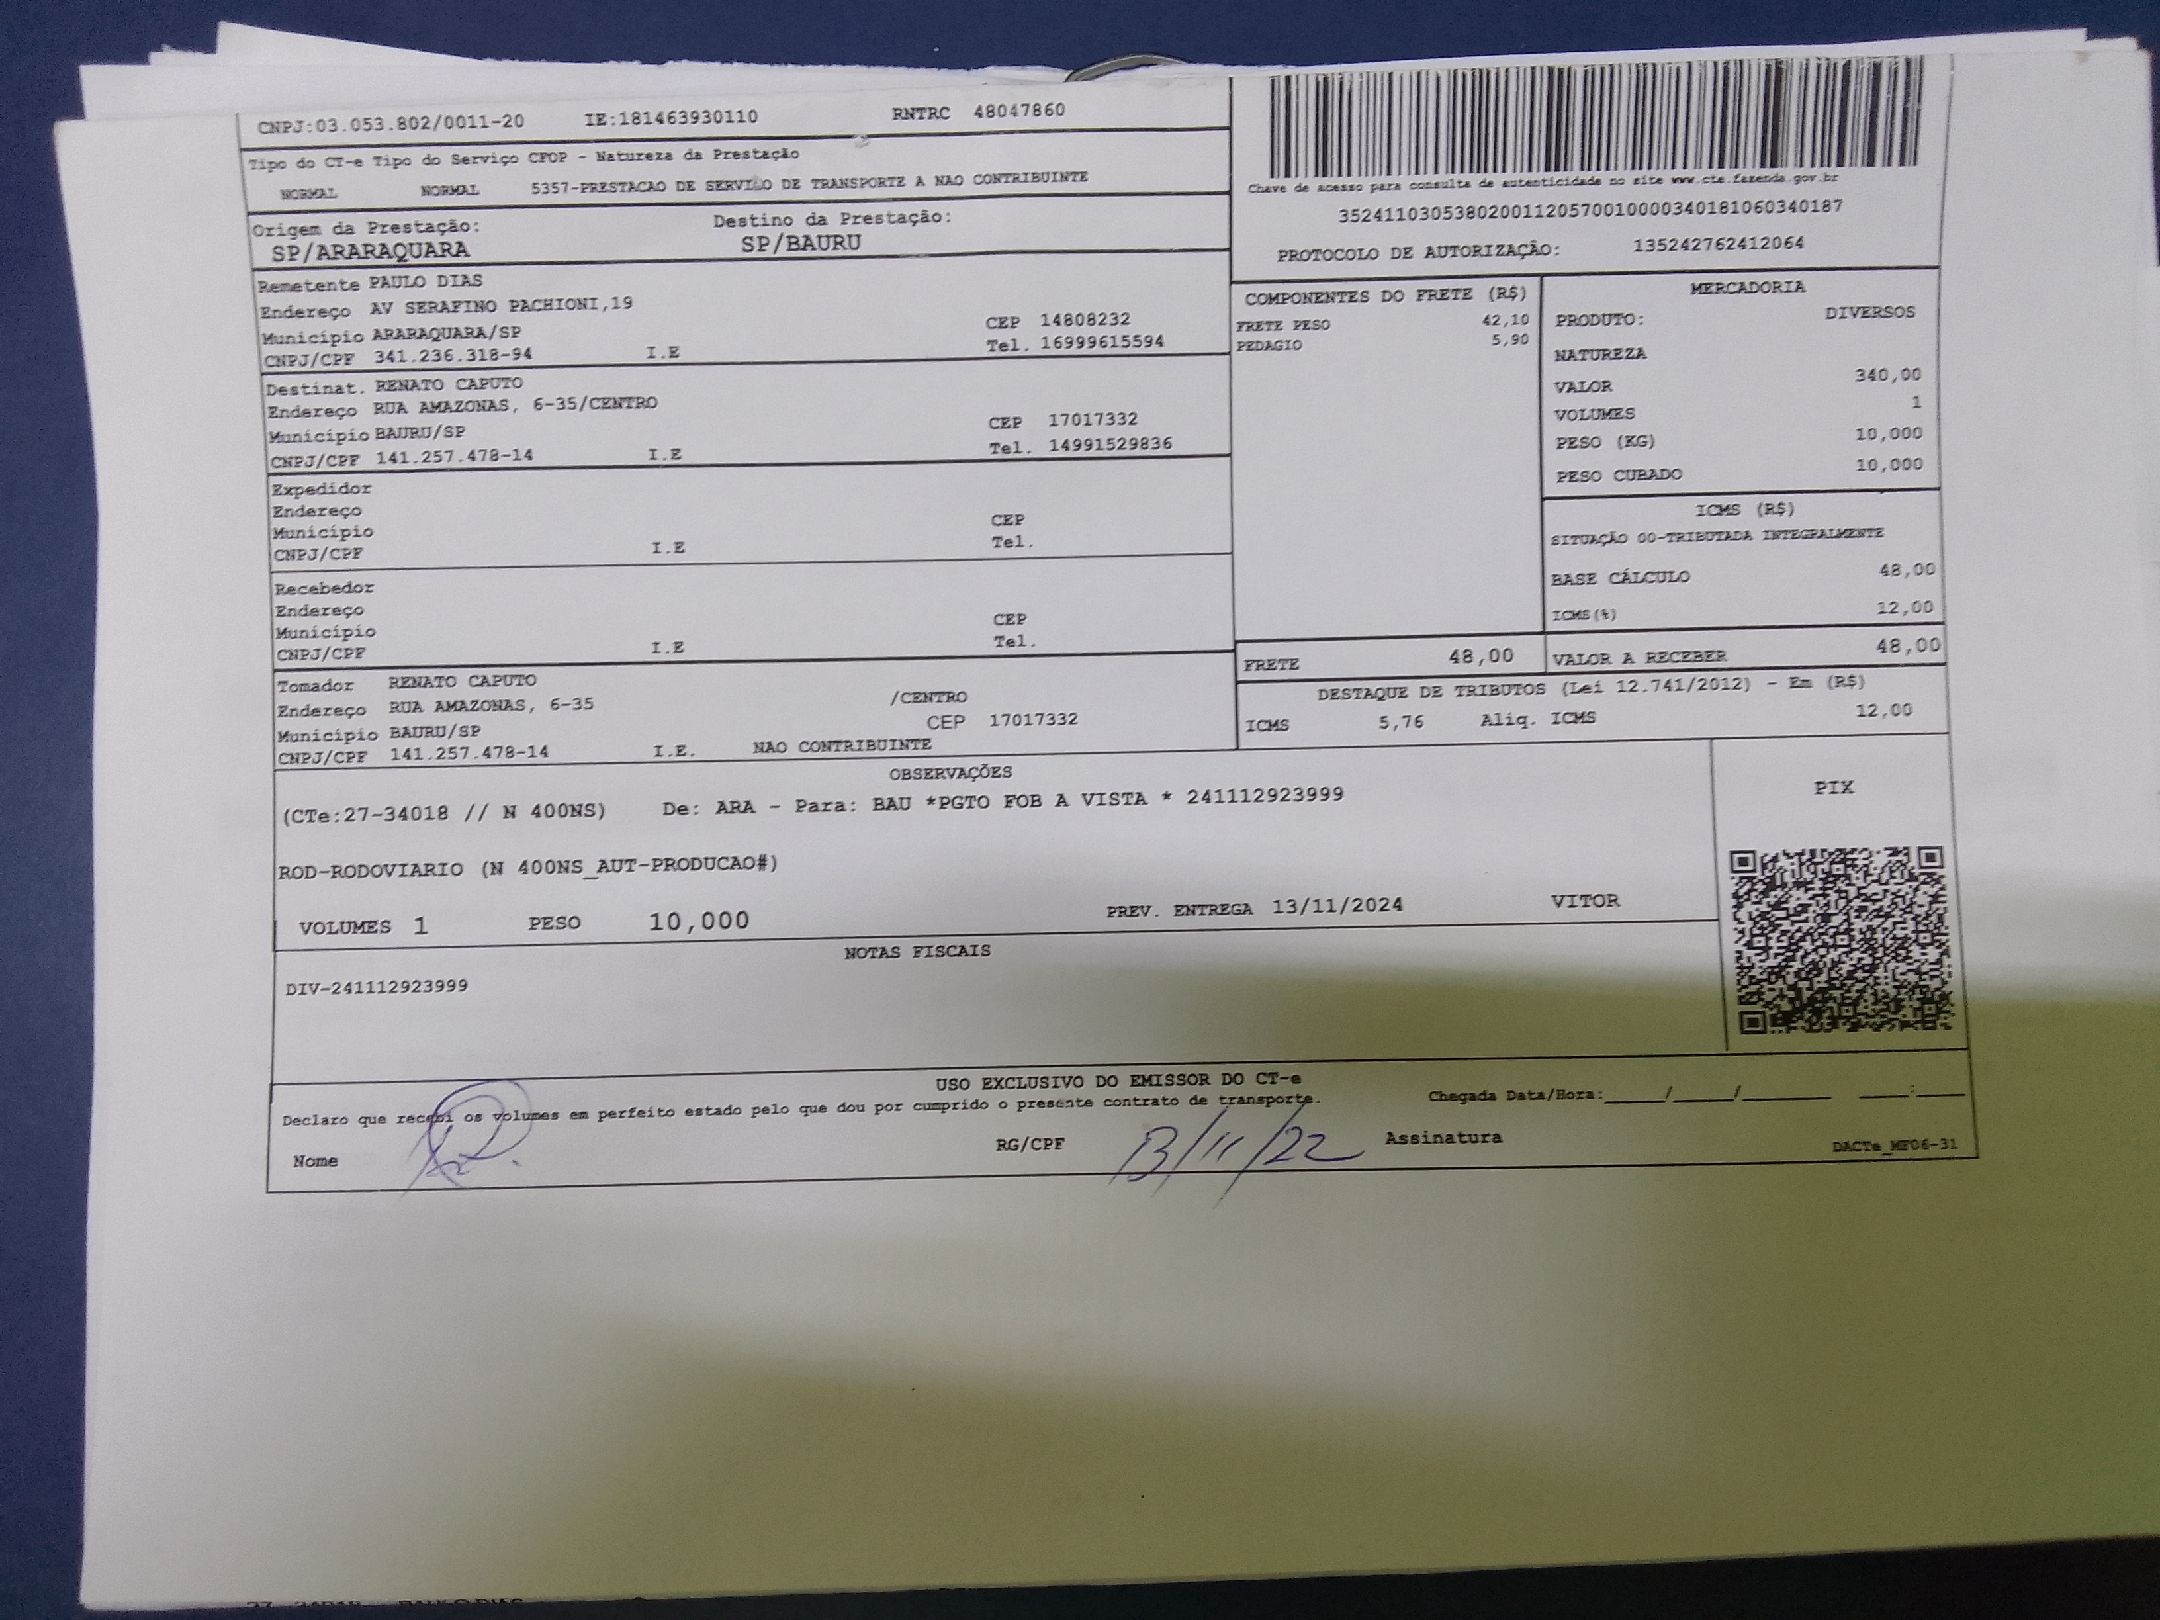 CNPJ:03.053.802/0011-20 IE:181463930110 RNTRC 48047860
Tipo do CT-e Tipo do Serviço CFOP - Natureza da Prestação
NORMAL NORMAL 5357-PRESTACAO DE SERVIÇO DE TRANSPORTE A NAO CONTRIBUINTE
Origem da Prestação: Destino da Prestação:
SP/ARARAQUARA SP/BAURU
Remetente PAULO DIAS
Endereço AV SERAFINO PACHIONI,19
Município ARARAQUARA/SP CEP 14808232
CNPJ/CPF 341.236.318-94 I.E Tel. 16999615594
Destinat. RENATO CAPUTO
Endereço RUA AMAZONAS, 6-35/CENTRO
Município BAURU/SP CEP 17017332
CNPJ/CPF 141.257.478-14 I.E Tel. 14991529836
Expedidor
Endereço
Município CEP
CNPJ/CPF I.E Tel.
Recebedor
Endereço
Município CEP
CNPJ/CPF I.E Tel.
Tomador RENATO CAPUTO
Endereço RUA AMAZONAS, 6-35 /CENTRO
Município BAURU/SP CEP 17017332
CNPJ/CPF 141.257.478-14 I.E. NAO CONTRIBUINTE
Chave de acesso para consulta de autenticidade no site www.cte.fazenda.gov.br
35241103053802001120570010000340181060340187
PROTOCOLO DE AUTORIZAÇÃO: 135242762412064
COMPONENTES DO FRETE (R$)
FRETE PESO 42,10
PEDAGIO 5,90
MERCADORIA
PRODUTO: DIVERSOS
NATUREZA
VALOR 340,00
VOLUMES 1
PESO (KG) 10,000
PESO CUBADO 10,000
ICMS (R$)
SITUAÇÃO 00-TRIBUTADA INTEGRALMENTE
BASE CÁLCULO 48,00
ICMS(%) 12,00
FRETE 48,00 VALOR A RECEBER 48,00
DESTAQUE DE TRIBUTOS (Lei 12.741/2012) - Em (R$)
ICMS 5,76 Aliq. ICMS 12,00
OBSERVAÇÕES
(CTe:27-34018 // N 400NS) De: ARA - Para: BAU *PGTO FOB A VISTA * 241112923999
ROD-RODOVIARIO (N 400NS_AUT-PRODUCAO#)
VOLUMES 1 PESO 10,000 PREV. ENTREGA 13/11/2024 VITOR
PIX
NOTAS FISCAIS
DIV-241112923999
USO EXCLUSIVO DO EMISSOR DO CT-e
Declaro que recebi os volumes em perfeito estado pelo que dou por cumprido o presente contrato de transporte. Chegada Data/Hora:____/____/______ ___:___
Nome RG/CPF 13/11/22 Assinatura DACTe_MF06-31